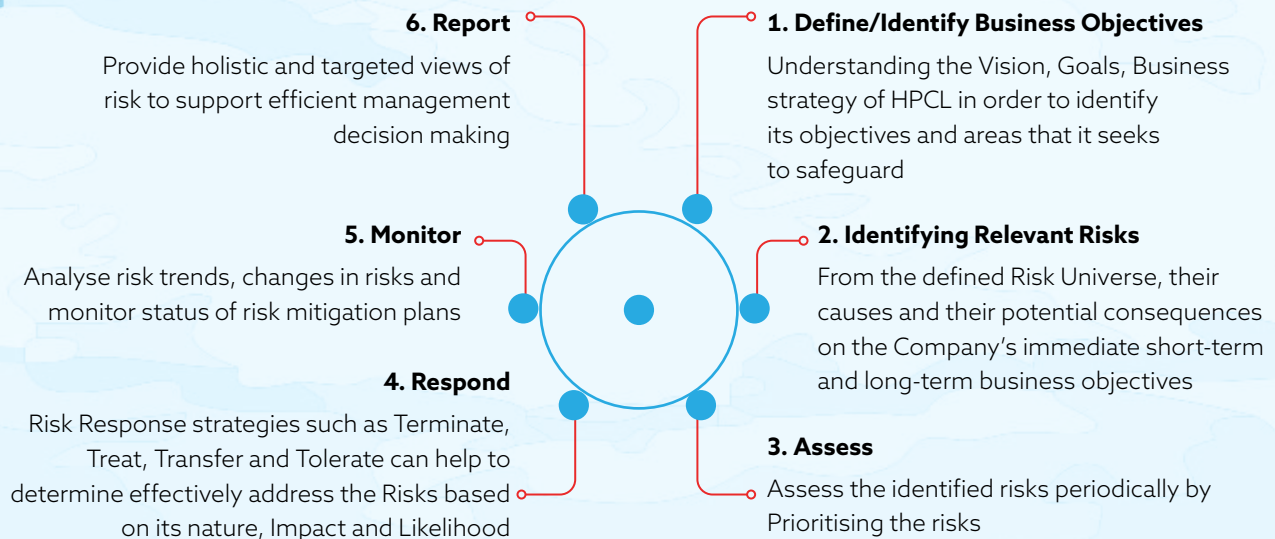 1. Define/Identify Business Objectives
Understanding the Vision, Goals, Business
strategy of HPCL in order to identify
its objectives and areas that it seeks
to safeguard
2. Identifying Relevant Risks
From the defined Risk Universe, their
causes and their potential consequences
on the Company's immediate short-term
and long-term business objectives
3. Assess
Assess the identified risks periodically by
Prioritising the risks
4. Respond
Risk Response strategies such as Terminate,
Treat, Transfer and Tolerate can help to
determine effectively address the Risks based
on its nature, Impact and Likelihood
5. Monitor
Analyse risk trends, changes in risks and
monitor status of risk mitigation plans
6. Report
Provide holistic and targeted views of
risk to support efficient management
decision making